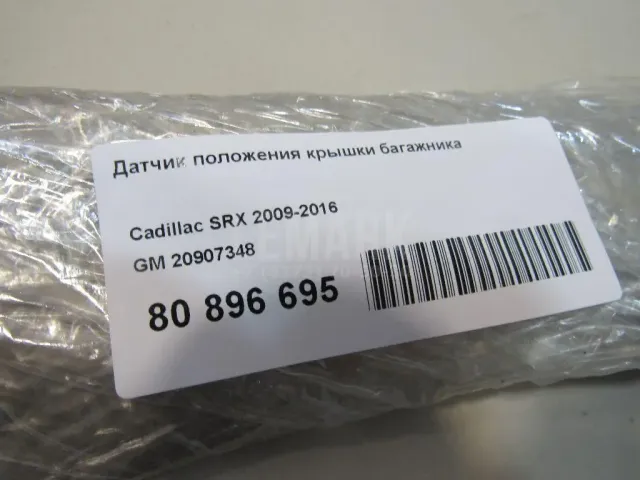 Датчик положения крышки багажника
Cadillac SRX 2009-2016
GM 20907348
80 896 695